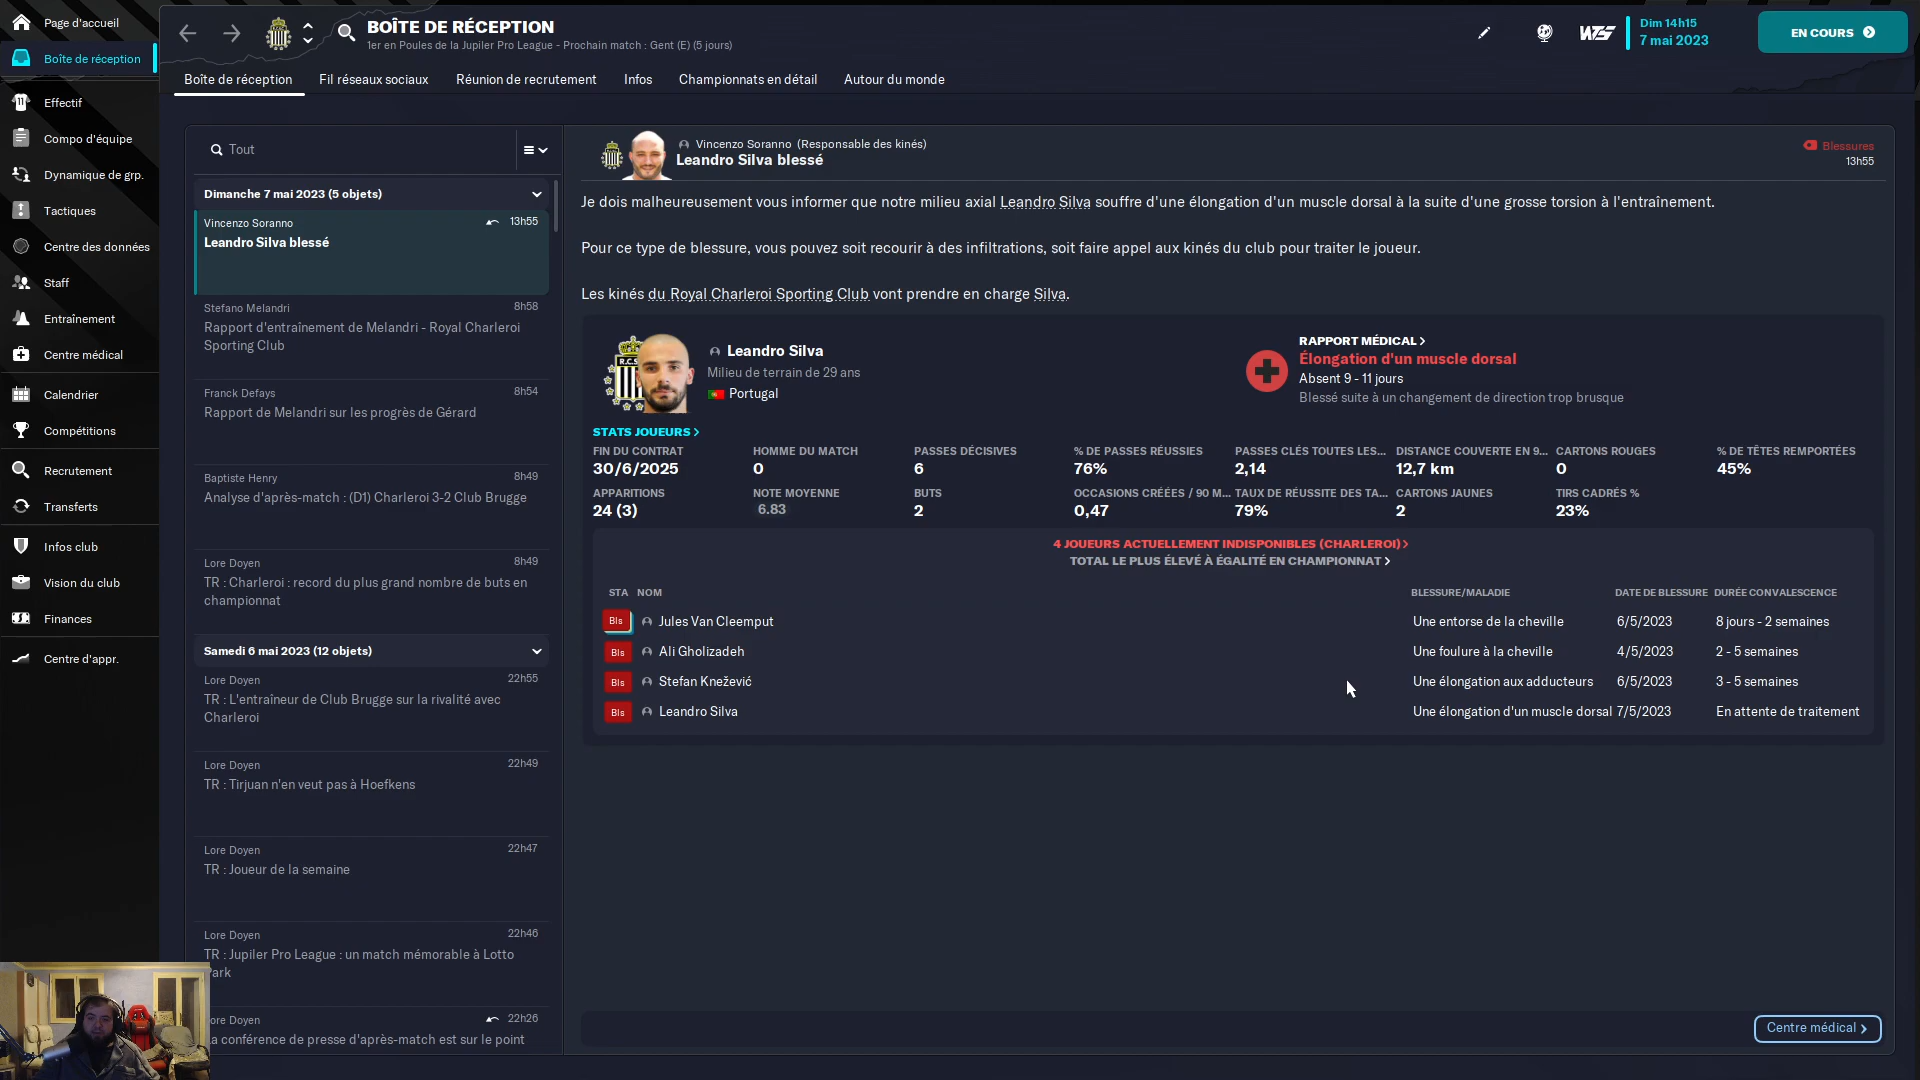 Page d'accueil
Boîte de réception
Effectif
Compo d'équipe
Dynamique de grp.
Tactiques
Centre des données
Staff
Entraînement
Centre médical
Calendrier
Compétitions
Recrutement
Transferts
Infos club
Vision du club
Finances
Centre d'appr.
BOÎTE DE RÉCEPTION
1er en Poules de la Jupiler Pro League - Prochain match : Gent (E) (5 jours)
Dim 14h15
7 mai 2023
EN COURS
Boîte de réception
Fil réseaux sociaux
Réunion de recrutement
Infos
Championnats en détail
Autour du monde
Tout
Dimanche 7 mai 2023 (5 objets)
Vincenzo Soranno 13h55
Leandro Silva blessé
Stefano Melandri 8h58
Rapport d'entraînement de Melandri - Royal Charleroi
Sporting Club
Franck Defays 8h54
Rapport de Melandri sur les progrès de Gérard
Baptiste Henry 8h49
Analyse d'après-match : (D1) Charleroi 3-2 Club Brugge
Lore Doyen 8h49
TR : Charleroi : record du plus grand nombre de buts en
championnat
Samedi 6 mai 2023 (12 objets)
Lore Doyen 22h55
TR : L'entraîneur de Club Brugge sur la rivalité avec
Charleroi
Lore Doyen 22h49
TR : Tirjuan n'en veut pas à Hoefkens
Lore Doyen 22h47
TR : Joueur de la semaine
Lore Doyen 22h46
TR : Jupiler Pro League : un match mémorable à Lotto
Park
Lore Doyen 22h26
La conférence de presse d'après-match est sur le point
Vincenzo Soranno (Responsable des kinés)
Leandro Silva blessé
Blessures
13h55
Je dois malheureusement vous informer que notre milieu axial Leandro Silva souffre d'une élongation d'un muscle dorsal à la suite d'une grosse torsion à l'entraînement.
Pour ce type de blessure, vous pouvez soit recourir à des infiltrations, soit faire appel aux kinés du club pour traiter le joueur.
Les kinés du Royal Charleroi Sporting Club vont prendre en charge Silva.
Leandro Silva
Milieu de terrain de 29 ans
Portugal
RAPPORT MÉDICAL
Élongation d'un muscle dorsal
Absent 9 - 11 jours
Blessé suite à un changement de direction trop brusque
STATS JOUEURS
FIN DU CONTRAT HOMME DU MATCH PASSES DÉCISIVES % DE PASSES RÉUSSIES PASSES CLÉS TOUTES LES... DISTANCE COUVERTE EN 9... CARTONS ROUGES % DE TÊTES REMPORTÉES
30/6/2025 0 6 76% 2,14 12,7 km 0 45%
APPARITIONS NOTE MOYENNE BUTS OCCASIONS CRÉÉES / 90 M... TAUX DE RÉUSSITE DES TA... CARTONS JAUNES TIRS CADRÉS %
24 (3) 6.83 2 0,47 79% 2 23%
4 JOUEURS ACTUELLEMENT INDISPONIBLES (CHARLEROI)
TOTAL LE PLUS ÉLEVÉ À ÉGALITÉ EN CHAMPIONNAT
STA NOM BLESSURE/MALADIE DATE DE BLESSURE DURÉE CONVALESCENCE
Bls Jules Van Cleemput Une entorse de la cheville 6/5/2023 8 jours - 2 semaines
Bls Ali Gholizadeh Une foulure à la cheville 4/5/2023 2 - 5 semaines
Bls Stefan Knežević Une élongation aux adducteurs 6/5/2023 3 - 5 semaines
Bls Leandro Silva Une élongation d'un muscle dorsal 7/5/2023 En attente de traitement
Centre médical